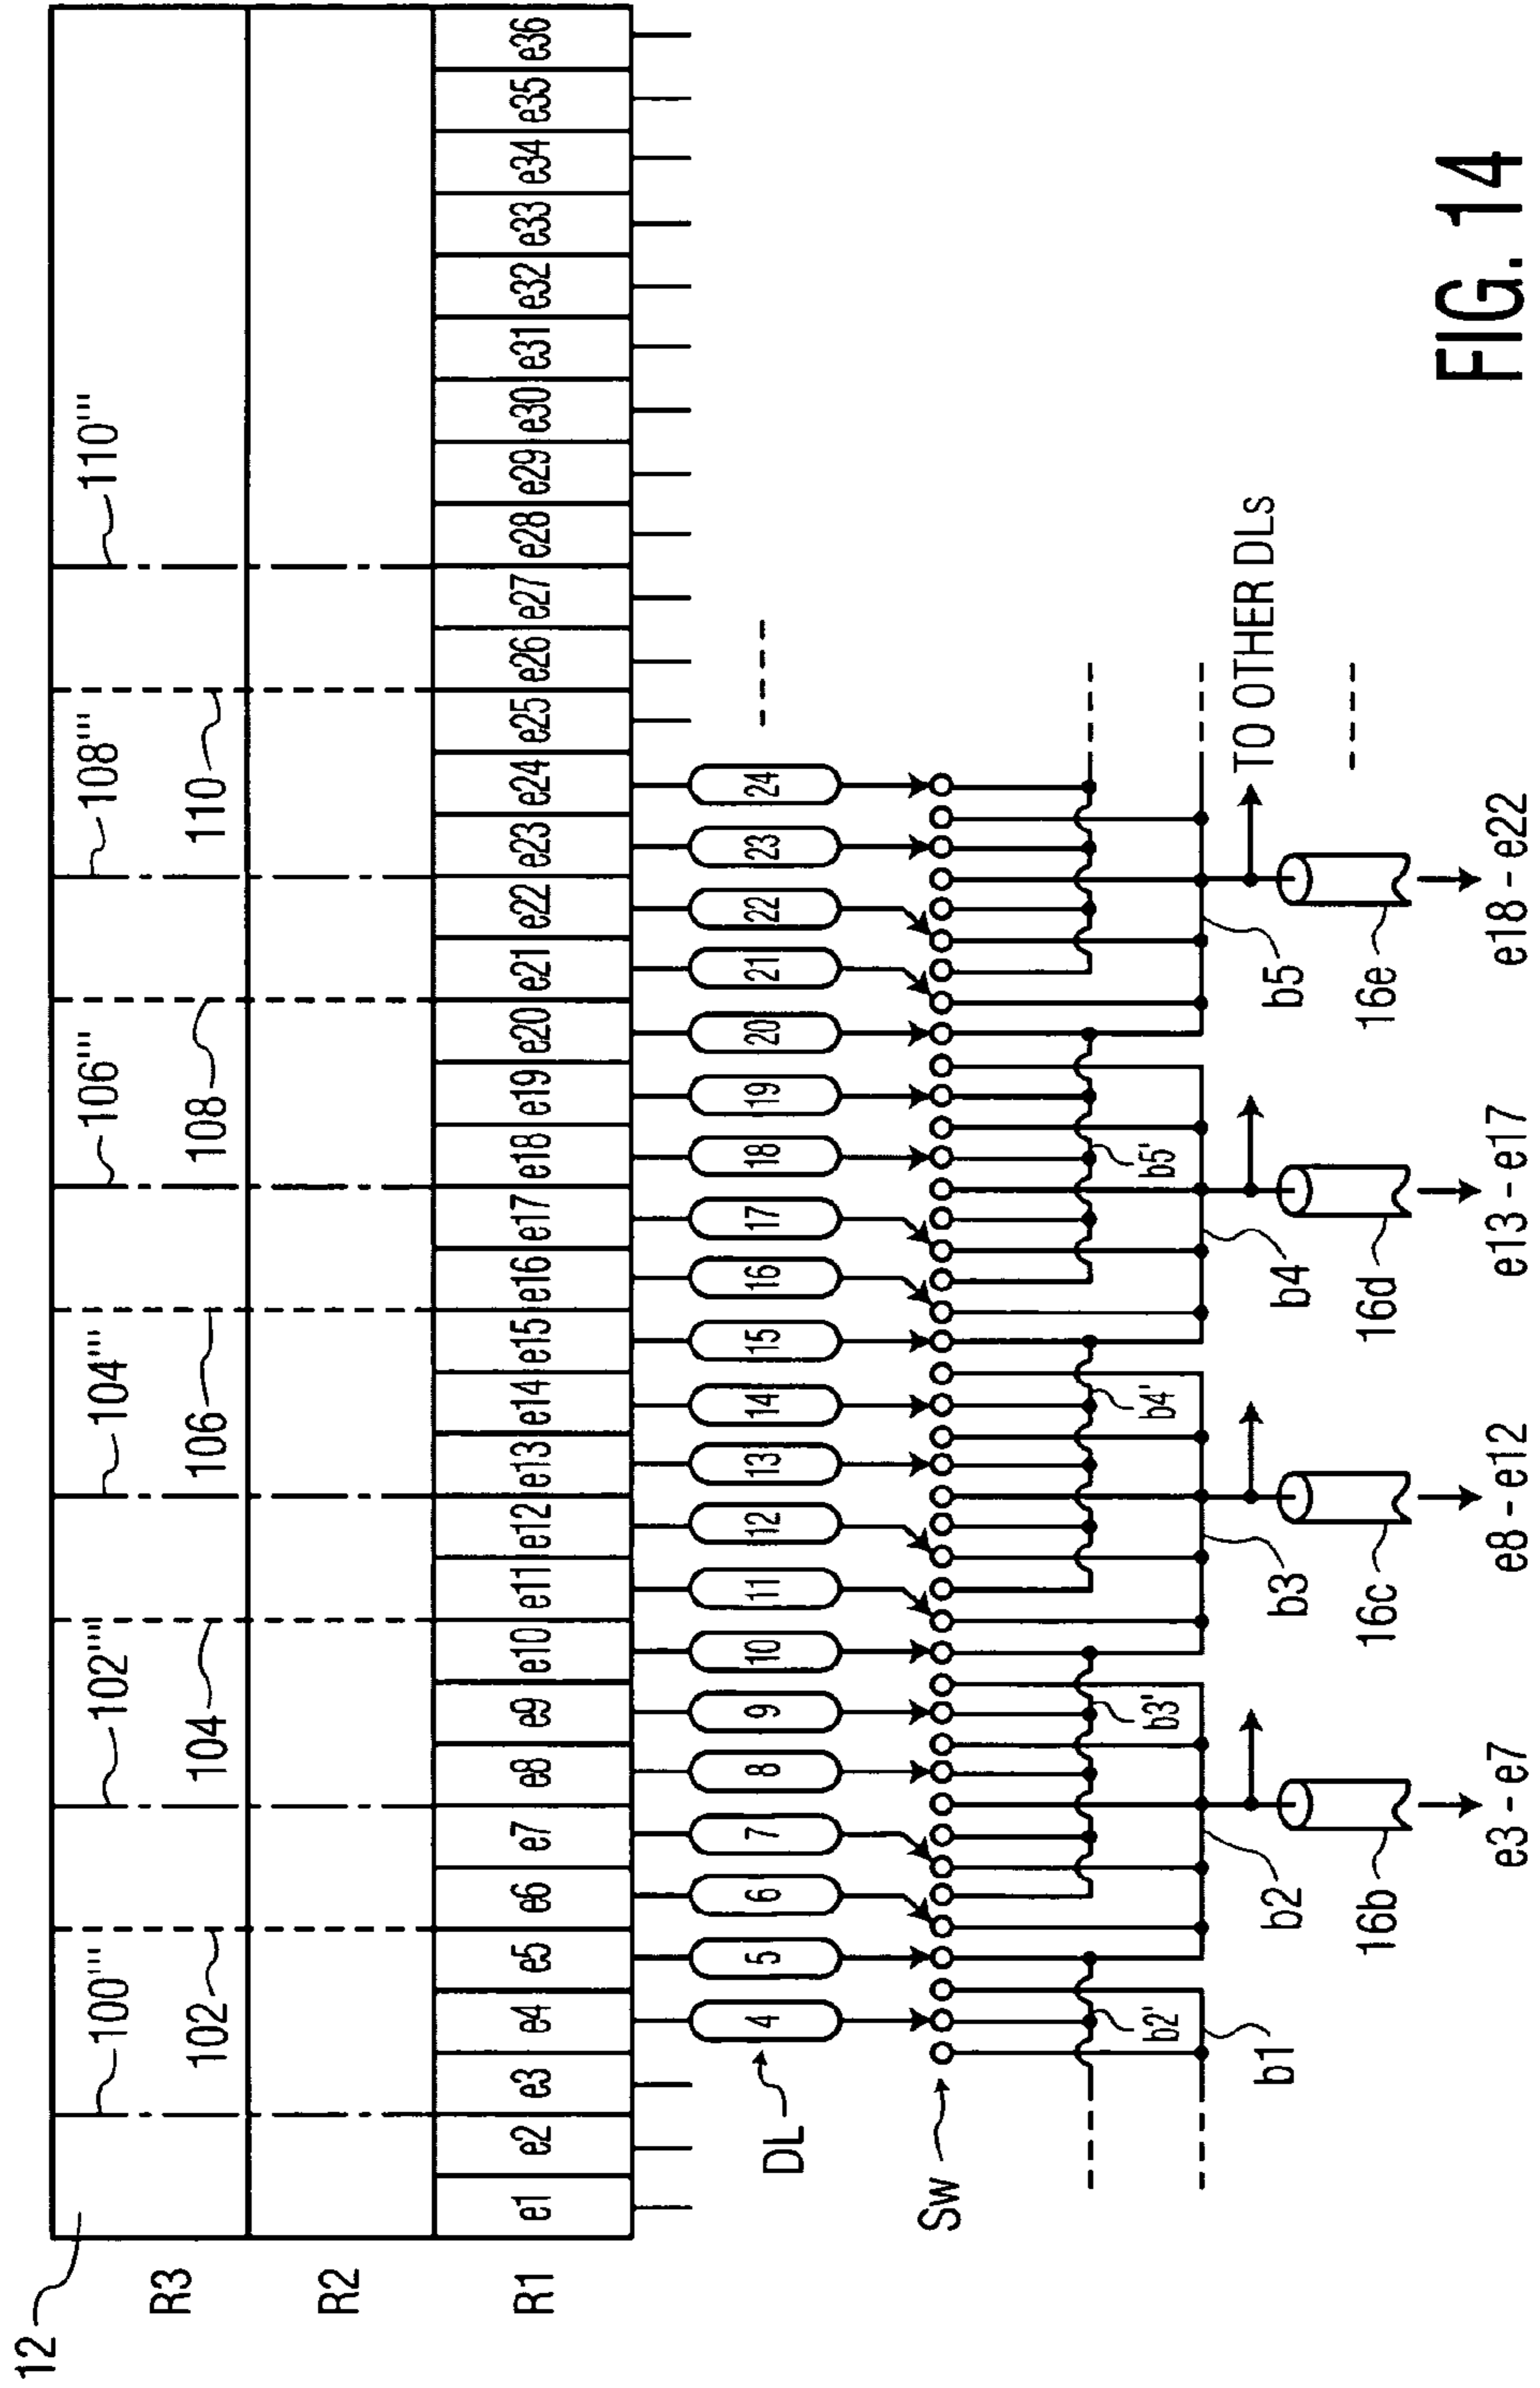 12
100''' 102''' 104''' 106''' 108''' 110'''
R3
102 104 106 108 110
R2
R1 e1 e2 e3 e4 e5 e6 e7 e8 e9 e10 e11 e12 e13 e14 e15 e16 e17 e18 e19 e20 e21 e22 e23 e24 e25 e26 e27 e28 e29 e30 e31 e32 e33 e34 e35 e36
DL 4 5 6 7 8 9 10 11 12 13 14 15 16 17 18 19 20 21 22 23 24
SW
b2' b3' b4' b5'
TO OTHER DLs
b1 b2 b3 b4 b5
16b 16c 16d 16e
e3 - e7 e8 - e12 e13 - e17 e18 - e22
FIG. 14